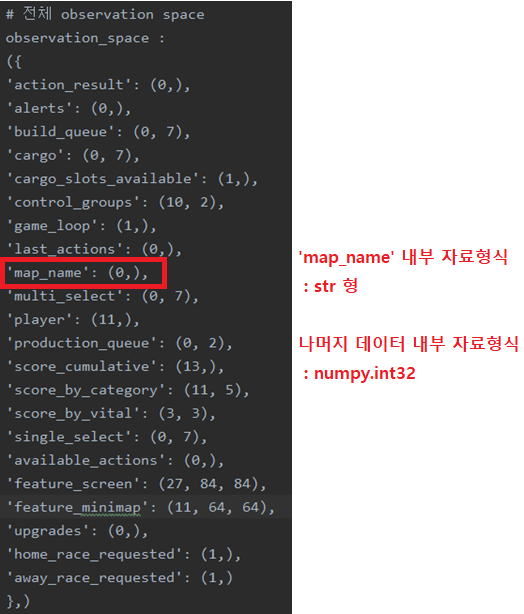 # 전체 observation space
observation_space :
({
'action_result': (0,),
'alerts': (0,),
'build_queue': (0, 7),
'cargo': (0, 7),
'cargo_slots_available': (1,),
'control_groups': (10, 2),
'game_loop': (1,),
'last_actions': (0,),
'map_name': (0,),
'multi_select': (0, 7),
'player': (11,),
'production_queue': (0, 2),
'score_cumulative': (13,),
'score_by_category': (11, 5),
'score_by_vital': (3, 3),
'single_select': (0, 7),
'available_actions': (0,),
'feature_screen': (27, 84, 84),
'feature_minimap': (11, 64, 64),
'upgrades': (0,),
'home_race_requested': (1,),
'away_race_requested': (1,)
},)
'map_name' 내부 자료형식
: str 형
나머지 데이터 내부 자료형식
: numpy.int32